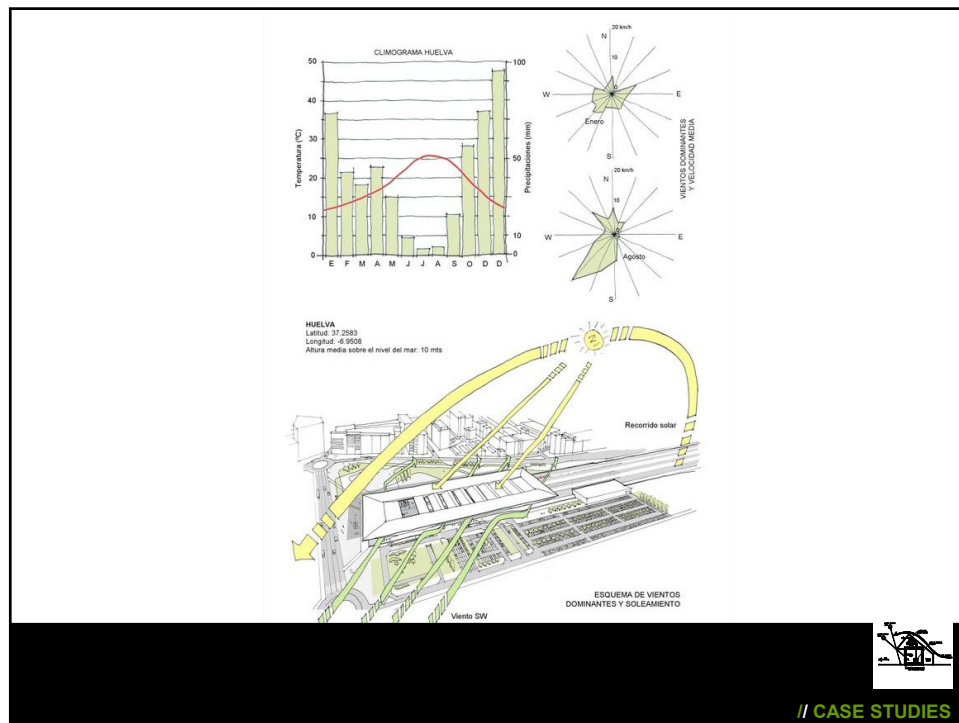 CLIMOGRAMA HUELVA
50
40
30
20
10
0
Temperatura (ºC)
100
50
10
0
Precipitaciones (mm)
E F M A M J J A S O D D
20 km/h
N
10
0
W
E
Enero
S
20 km/h
N
10
0
W
E
Agosto
S
VIENTOS DOMINANTES
Y VELOCIDAD MEDIA
HUELVA
Latitud: 37.2583
Longitud: -6.9508
Altura media sobre el nivel del mar: 10 mts
Recorrido solar
Viento SW
ESQUEMA DE VIENTOS
DOMINANTES Y SOLEAMIENTO
// CASE STUDIES